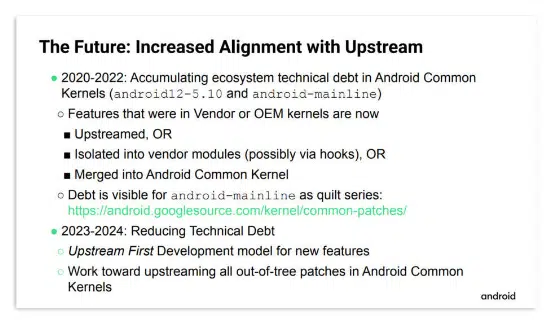 The Future: Increased Alignment with Upstream
● 2020-2022: Accumulating ecosystem technical debt in Android Common
Kernels (android12-5.10 and android-mainline)
○ Features that were in Vendor or OEM kernels are now
■ Upstreamed, OR
■ Isolated into vendor modules (possibly via hooks), OR
■ Merged into Android Common Kernel
○ Debt is visible for android-mainline as quilt series:
https://android.googlesource.com/kernel/common-patches/
● 2023-2024: Reducing Technical Debt
○ Upstream First Development model for new features
○ Work toward upstreaming all out-of-tree patches in Android Common
Kernels
android